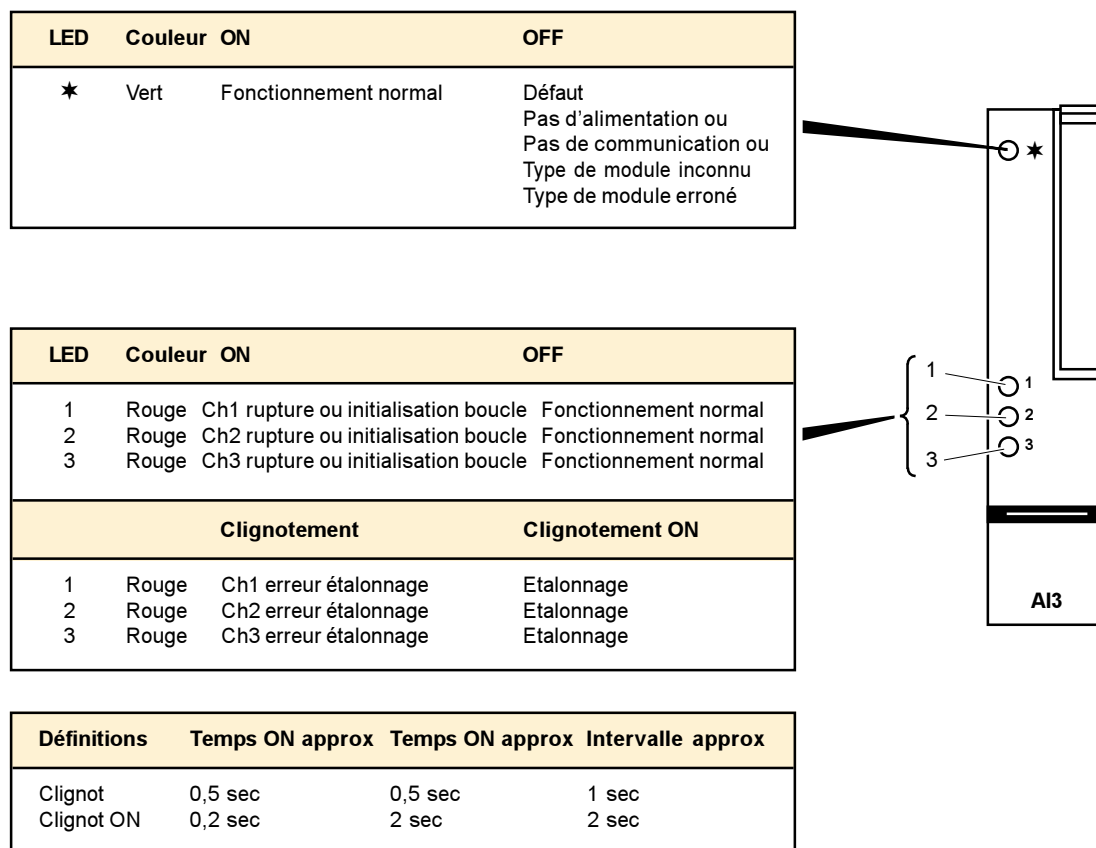 LED Couleur ON OFF
✶ Vert Fonctionnement normal Défaut
Pas d'alimentation ou
Pas de communication ou
Type de module inconnu
Type de module erroné
✶
LED Couleur ON OFF
1 Rouge Ch1 rupture ou initialisation boucle Fonctionnement normal
2 Rouge Ch2 rupture ou initialisation boucle Fonctionnement normal
3 Rouge Ch3 rupture ou initialisation boucle Fonctionnement normal
Clignotement Clignotement ON
1 Rouge Ch1 erreur étalonnage Etalonnage
2 Rouge Ch2 erreur étalonnage Etalonnage
3 Rouge Ch3 erreur étalonnage Etalonnage
1 1
2 2
3 3
AI3
Définitions Temps ON approx Temps ON approx Intervalle approx
Clignot 0,5 sec 0,5 sec 1 sec
Clignot ON 0,2 sec 2 sec 2 sec